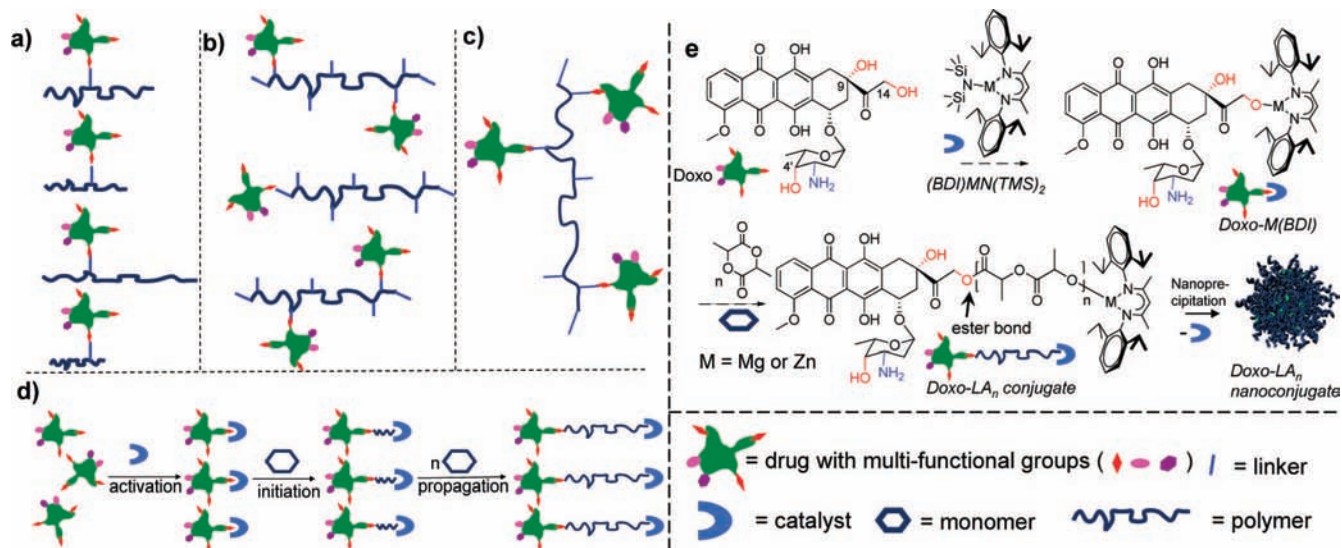 a)
b)
c)
d)
activation
initiation
n
propagation
e
O OH
OH
9
14
O
OH
O
O OH O
O
O
4'
HO NH₂
Doxo
Si
N-M
Si
N
N
(BDI)MN(TMS)₂
O OH
OH
O
M
N
N
O
O OH O
O
O
HO NH₂
Doxo-M(BDI)
O
O
O
O
n
M = Mg or Zn
O OH
OH
O
O
O
O
O
O
n
M
N
N
O
O OH O
O
O
HO NH₂
ester bond
Doxo-LAₙ conjugate
Nanopre-
cipitation
-
Doxo-LAₙ
nanoconjugate
= drug with multi-functional groups ( ) = linker
= catalyst = monomer = polymer